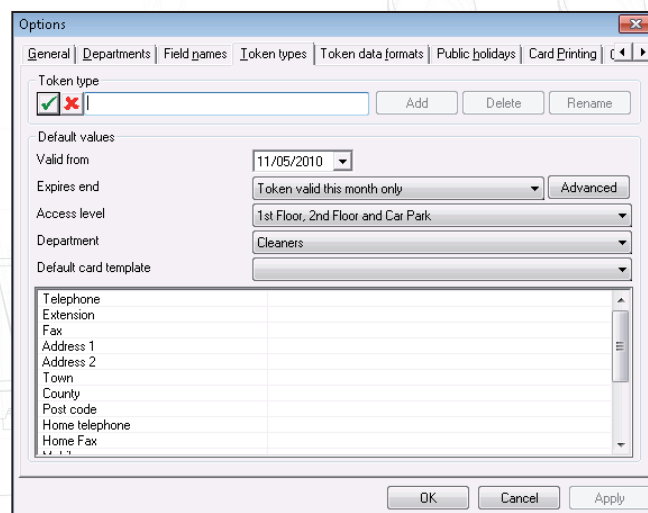 Options
General Departments Field names Token types Token data formats Public holidays Card Printing
Token type
Add Delete Rename
Default values
Valid from 11/05/2010
Expires end Token valid this month only Advanced
Access level 1st Floor, 2nd Floor and Car Park
Department Cleaners
Default card template
Telephone
Extension
Fax
Address 1
Address 2
Town
County
Post code
Home telephone
Home Fax
OK Cancel Apply